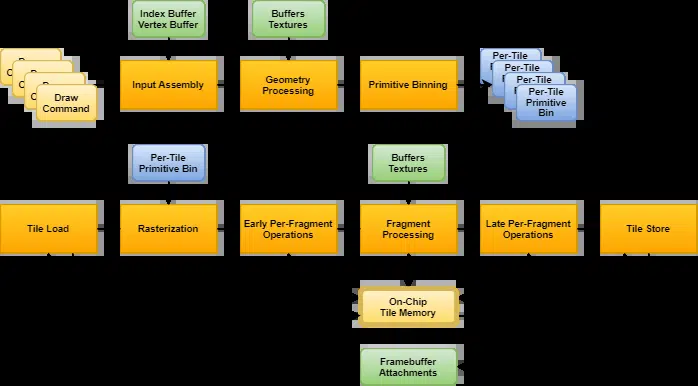 Index Buffer
Vertex Buffer
Buffers
Textures
Draw
Command
Input Assembly
Geometry
Processing
Primitive Binning
Per-Tile
Per-Tile
Per-Tile
Per-Tile
Primitive
Bin
Per-Tile
Primitive Bin
Buffers
Textures
Tile Load
Rasterization
Early Per-Fragment
Operations
Fragment
Processing
Late Per-Fragment
Operations
Tile Store
On-Chip
Tile Memory
Framebuffer
Attachments